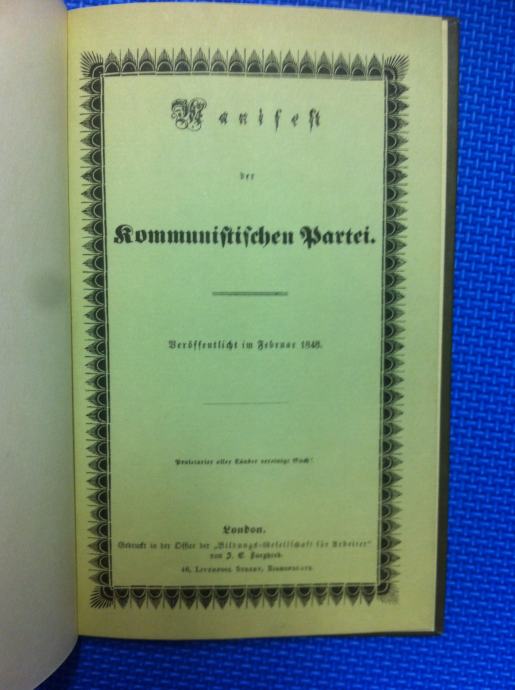 Manifest
der
Kommunistischen Partei.
Veröffentlicht im Februar 1848.
Proletarier aller Länder vereinigt Euch!
London.
Gedruckt in der Office der „Bildungs-Gesellschaft für Arbeiter“
von J. E. Burghard.
46, Liverpool Street, Bishopsgate.